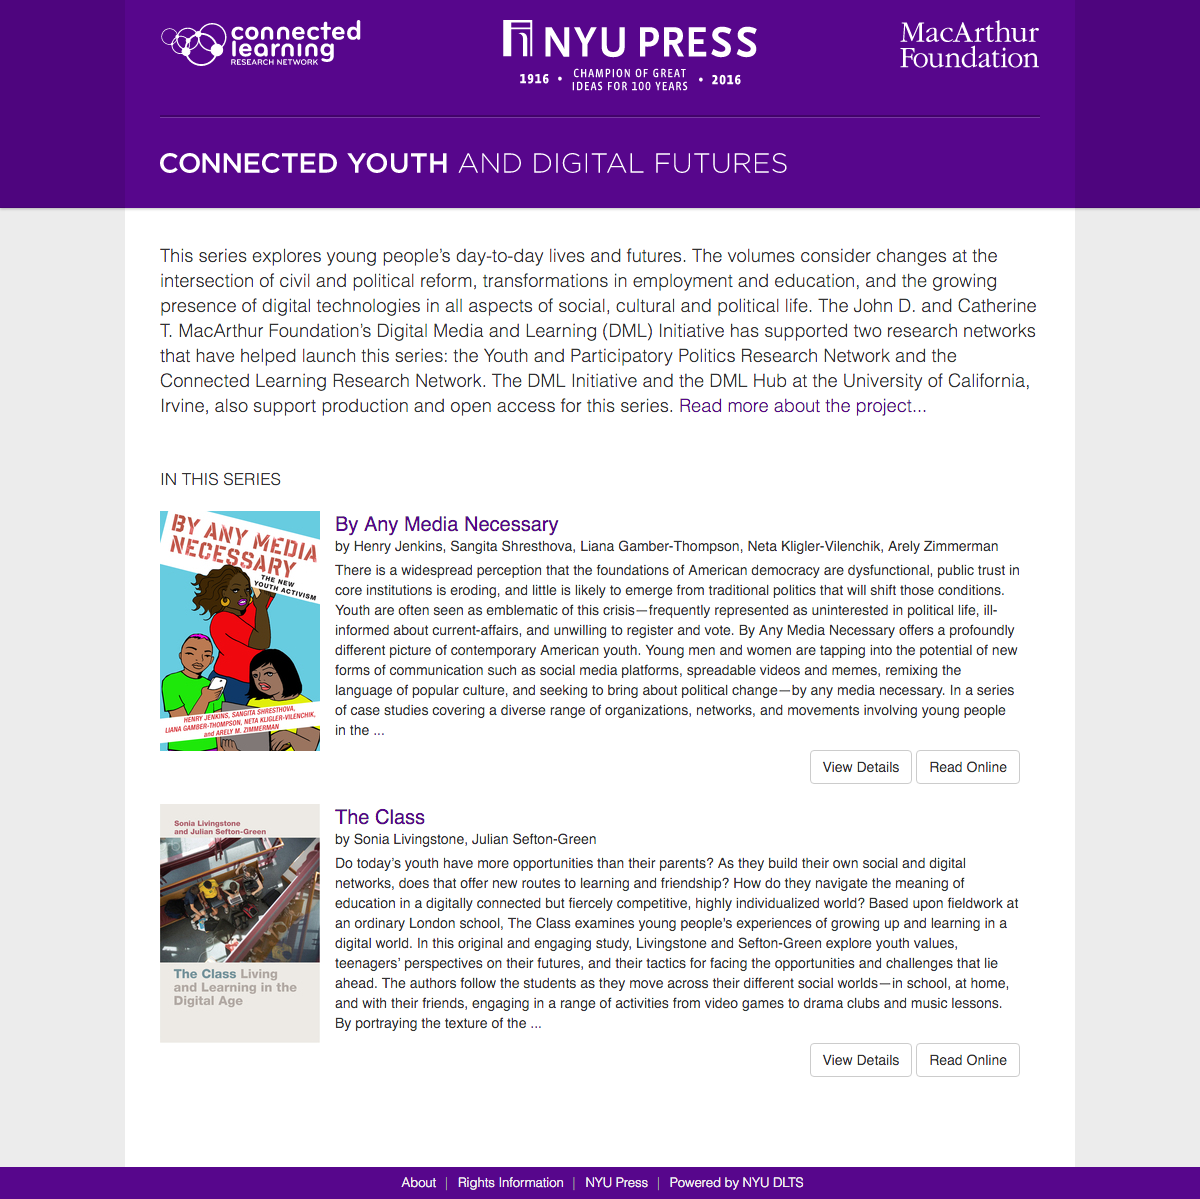 connected
learning
RESEARCH NETWORK
NYU PRESS
1916 • CHAMPION OF GREAT IDEAS FOR 100 YEARS • 2016
MacArthur
Foundation
CONNECTED YOUTH AND DIGITAL FUTURES
This series explores young people’s day-to-day lives and futures. The volumes consider changes at the
intersection of civil and political reform, transformations in employment and education, and the growing
presence of digital technologies in all aspects of social, cultural and political life. The John D. and Catherine
T. MacArthur Foundation’s Digital Media and Learning (DML) Initiative has supported two research networks
that have helped launch this series: the Youth and Participatory Politics Research Network and the
Connected Learning Research Network. The DML Initiative and the DML Hub at the University of California,
Irvine, also support production and open access for this series. Read more about the project...
IN THIS SERIES
BY ANY MEDIA
NECESSARY
THE NEW
YOUTH ACTIVISM
HENRY JENKINS, SANGITA SHRESTHOVA,
LIANA GAMBER-THOMPSON, NETA KLIGLER-VILENCHIK,
and ARELY M. ZIMMERMAN
By Any Media Necessary
by Henry Jenkins, Sangita Shresthova, Liana Gamber-Thompson, Neta Kligler-Vilenchik, Arely Zimmerman
There is a widespread perception that the foundations of American democracy are dysfunctional, public trust in
core institutions is eroding, and little is likely to emerge from traditional politics that will shift those conditions.
Youth are often seen as emblematic of this crisis—frequently represented as uninterested in political life, ill-
informed about current-affairs, and unwilling to register and vote. By Any Media Necessary offers a profoundly
different picture of contemporary American youth. Young men and women are tapping into the potential of new
forms of communication such as social media platforms, spreadable videos and memes, remixing the
language of popular culture, and seeking to bring about political change—by any media necessary. In a series
of case studies covering a diverse range of organizations, networks, and movements involving young people
in the ...
View Details
Read Online
Sonia Livingstone
and Julian Sefton-Green
The Class Living
and Learning in the
Digital Age
The Class
by Sonia Livingstone, Julian Sefton-Green
Do today’s youth have more opportunities than their parents? As they build their own social and digital
networks, does that offer new routes to learning and friendship? How do they navigate the meaning of
education in a digitally connected but fiercely competitive, highly individualized world? Based upon fieldwork at
an ordinary London school, The Class examines young people’s experiences of growing up and learning in a
digital world. In this original and engaging study, Livingstone and Sefton-Green explore youth values,
teenagers’ perspectives on their futures, and their tactics for facing the opportunities and challenges that lie
ahead. The authors follow the students as they move across their different social worlds—in school, at home,
and with their friends, engaging in a range of activities from video games to drama clubs and music lessons.
By portraying the texture of the ...
View Details
Read Online
About | Rights Information | NYU Press | Powered by NYU DLTS